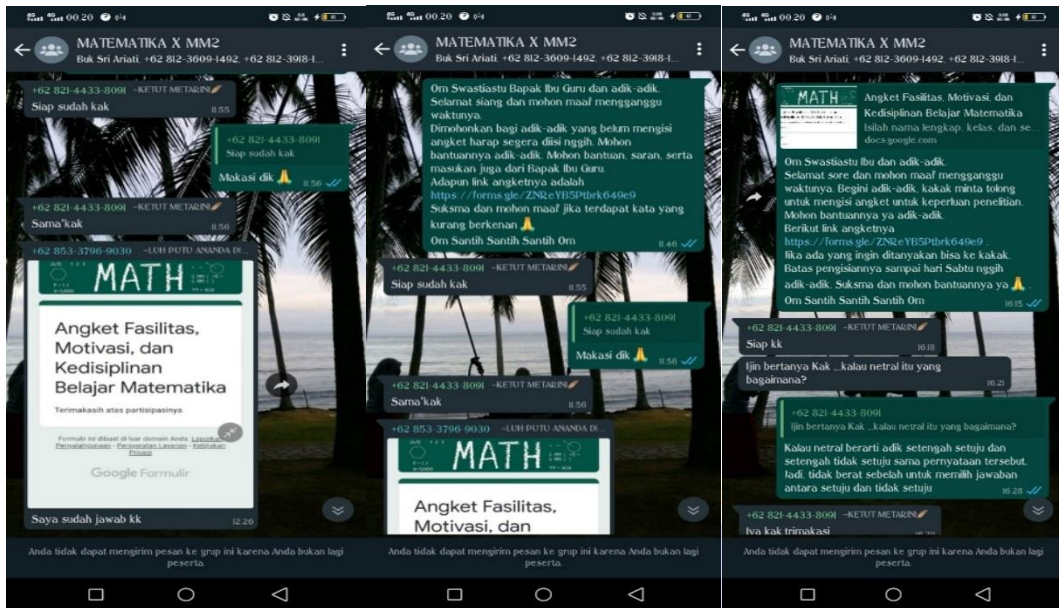 00.20
MATEMATIKA X MM2
Buk Sri Ariati, +62 812-3609-1492, +62 812-3918-1...
+62 821-4433-8091 ~KETUT METARINI
Siap sudah kak
11.55
+62 821-4433-8091
Siap sudah kak
Makasi dik 🙏 11.56
+62 821-4433-8091 ~KETUT METARINI
Sama"kak
11.56
+62 853-3796-9030 ~LUH PUTU ANANDA DI...
MATH
Angket Fasilitas,
Motivasi, dan
Kedisiplinan
Belajar Matematika
Terimakasih atas partisipasinya
Formulir ini dibuat di luar domain Anda. Laporkan
Penyalahgunaan - Persyaratan Layanan - Kebijakan
Privasi
Google Formulir
Saya sudah jawab kk
12.26
Anda tidak dapat mengirim pesan ke grup ini karena Anda bukan lagi
peserta.
00.20
MATEMATIKA X MM2
Buk Sri Ariati, +62 812-3609-1492, +62 812-3918-1...
Om Swastiastu Bapak Ibu Guru dan adik-adik.
Selamat siang dan mohon maaf mengganggu
waktunya.
Dimohonkan bagi adik-adik yang belum mengisi
angket harap segera diisi nggih. Mohon
bantuannya adik-adik. Mohon bantuan, saran, serta
masukan juga dari Bapak Ibu Guru.
Adapun link angketnya adalah
https://forms.gle/ZNReYB5Ptbrk649e9
Suksma dan mohon maaf jika terdapat kata yang
kurang berkenan 🙏
Om Santih Santih Santih Om
11.46
+62 821-4433-8091 ~KETUT METARINI
Siap sudah kak
11.55
+62 821-4433-8091
Siap sudah kak
Makasi dik 🙏 11.56
+62 821-4433-8091 ~KETUT METARINI
Sama"kak
11.56
+62 853-3796-9030 ~LUH PUTU ANANDA DI...
MATH
Angket Fasilitas,
Motivasi, dan
Anda tidak dapat mengirim pesan ke grup ini karena Anda bukan lagi
peserta.
00.20
MATEMATIKA X MM2
Buk Sri Ariati, +62 812-3609-1492, +62 812-3918-1...
MATH
Angket Fasilitas, Motivasi, dan
Kedisiplinan Belajar Matematika
Isilah nama lengkap, kelas, dan se...
docs.google.com
Om Swastiastu Ibu dan adik-adik.
Selamat sore dan mohon maaf mengganggu
waktunya. Begini adik-adik, kakak minta tolong
untuk mengisi angket untuk keperluan penelitian.
Mohon bantuannya ya adik-adik.
Berikut link angketnya
https://forms.gle/ZNReYB5Ptbrk649e9 .
Jika ada yang ingin ditanyakan bisa ke kakak.
Batas pengisiannya sampai hari Sabtu nggih
adik-adik. Suksma dan mohon bantuannya ya 🙏 .
Om Santih Santih Santih Om
16.15
+62 821-4433-8091 ~KETUT METARINI
Siap kk
16.18
Ijin bertanya Kak ,,kalau netral itu yang
bagaimana?
16.21
+62 821-4433-8091
Ijin bertanya Kak ,,kalau netral itu yang bagaimana?
Kalau netral berarti adik setengah setuju dan
setengah tidak setuju sama pernyataan tersebut.
Jadi, tidak berat sebelah untuk memilih jawaban
antara setuju dan tidak setuju
16.28
+62 821-4433-8091 ~KETUT METARINI
Iya kak trimakasi
Anda tidak dapat mengirim pesan ke grup ini karena Anda bukan lagi
peserta.